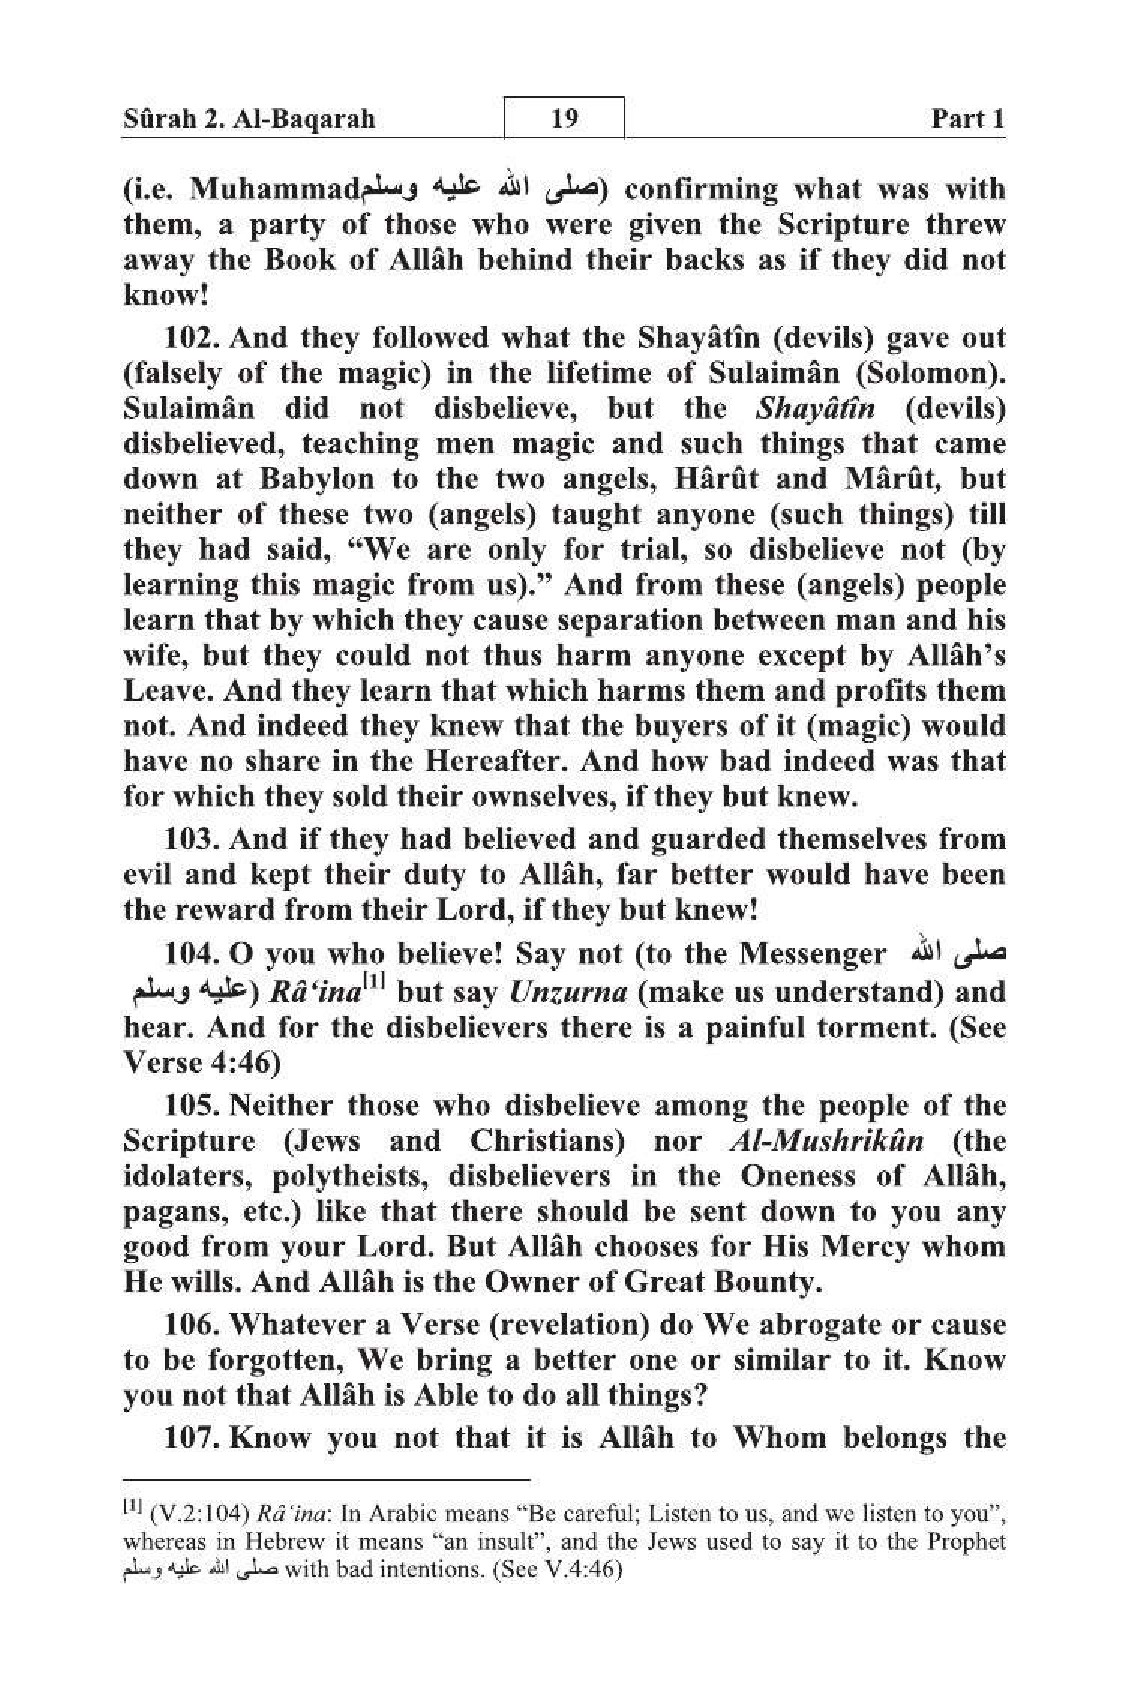 Sûrah 2. Al-Baqarah 19 Part 1
(i.e. Muhammadصلى الله عليه وسلم) confirming what was with
them, a party of those who were given the Scripture threw
away the Book of Allâh behind their backs as if they did not
know!
102. And they followed what the Shayâtîn (devils) gave out
(falsely of the magic) in the lifetime of Sulaimân (Solomon).
Sulaimân did not disbelieve, but the Shayâtîn (devils)
disbelieved, teaching men magic and such things that came
down at Babylon to the two angels, Hârût and Mârût, but
neither of these two (angels) taught anyone (such things) till
they had said, “We are only for trial, so disbelieve not (by
learning this magic from us).” And from these (angels) people
learn that by which they cause separation between man and his
wife, but they could not thus harm anyone except by Allâh’s
Leave. And they learn that which harms them and profits them
not. And indeed they knew that the buyers of it (magic) would
have no share in the Hereafter. And how bad indeed was that
for which they sold their ownselves, if they but knew.
103. And if they had believed and guarded themselves from
evil and kept their duty to Allâh, far better would have been
the reward from their Lord, if they but knew!
104. O you who believe! Say not (to the Messenger صلى الله
عليه وسلم) Râ‘ina[1] but say Unzurna (make us understand) and
hear. And for the disbelievers there is a painful torment. (See
Verse 4:46)
105. Neither those who disbelieve among the people of the
Scripture (Jews and Christians) nor Al-Mushrikûn (the
idolaters, polytheists, disbelievers in the Oneness of Allâh,
pagans, etc.) like that there should be sent down to you any
good from your Lord. But Allâh chooses for His Mercy whom
He wills. And Allâh is the Owner of Great Bounty.
106. Whatever a Verse (revelation) do We abrogate or cause
to be forgotten, We bring a better one or similar to it. Know
you not that Allâh is Able to do all things?
107. Know you not that it is Allâh to Whom belongs the
[1] (V.2:104) Râ‘ina: In Arabic means “Be careful; Listen to us, and we listen to you”,
whereas in Hebrew it means “an insult”, and the Jews used to say it to the Prophet
صلى الله عليه وسلم with bad intentions. (See V.4:46)